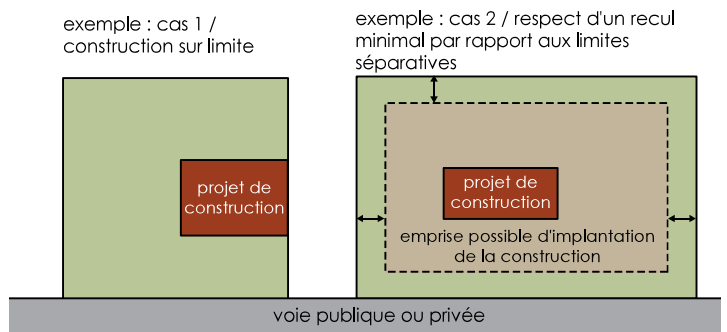 exemple : cas 1 /
construction sur limite
exemple : cas 2 / respect d'un recul
minimal par rapport aux limites
séparatives
projet de
construction
projet de
construction
emprise possible d'implantation
de la construction
voie publique ou privée